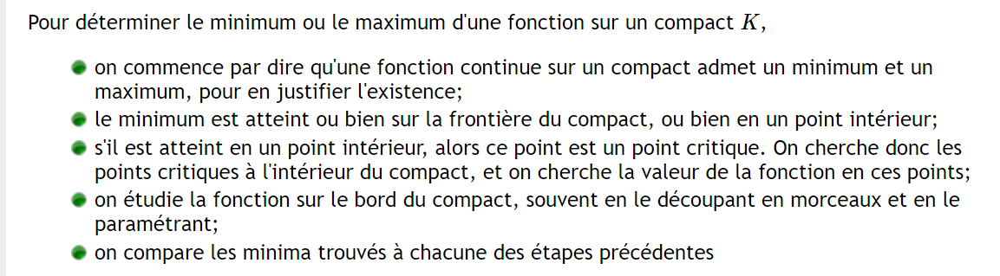 Pour déterminer le minimum ou le maximum d'une fonction sur un compact K,
on commence par dire qu'une fonction continue sur un compact admet un minimum et un
maximum, pour en justifier l'existence;
le minimum est atteint ou bien sur la frontière du compact, ou bien en un point intérieur;
s'il est atteint en un point intérieur, alors ce point est un point critique. On cherche donc les
points critiques à l'intérieur du compact, et on cherche la valeur de la fonction en ces points;
on étudie la fonction sur le bord du compact, souvent en le découpant en morceaux et en le
paramétrant;
on compare les minima trouvés à chacune des étapes précédentes